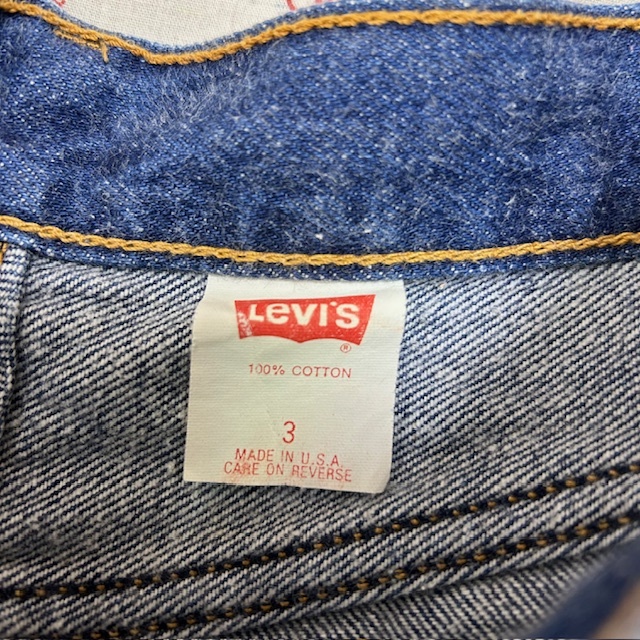 LEVI'S
®
100% COTTON
3
MADE IN U.S.A.
CARE ON REVERSE